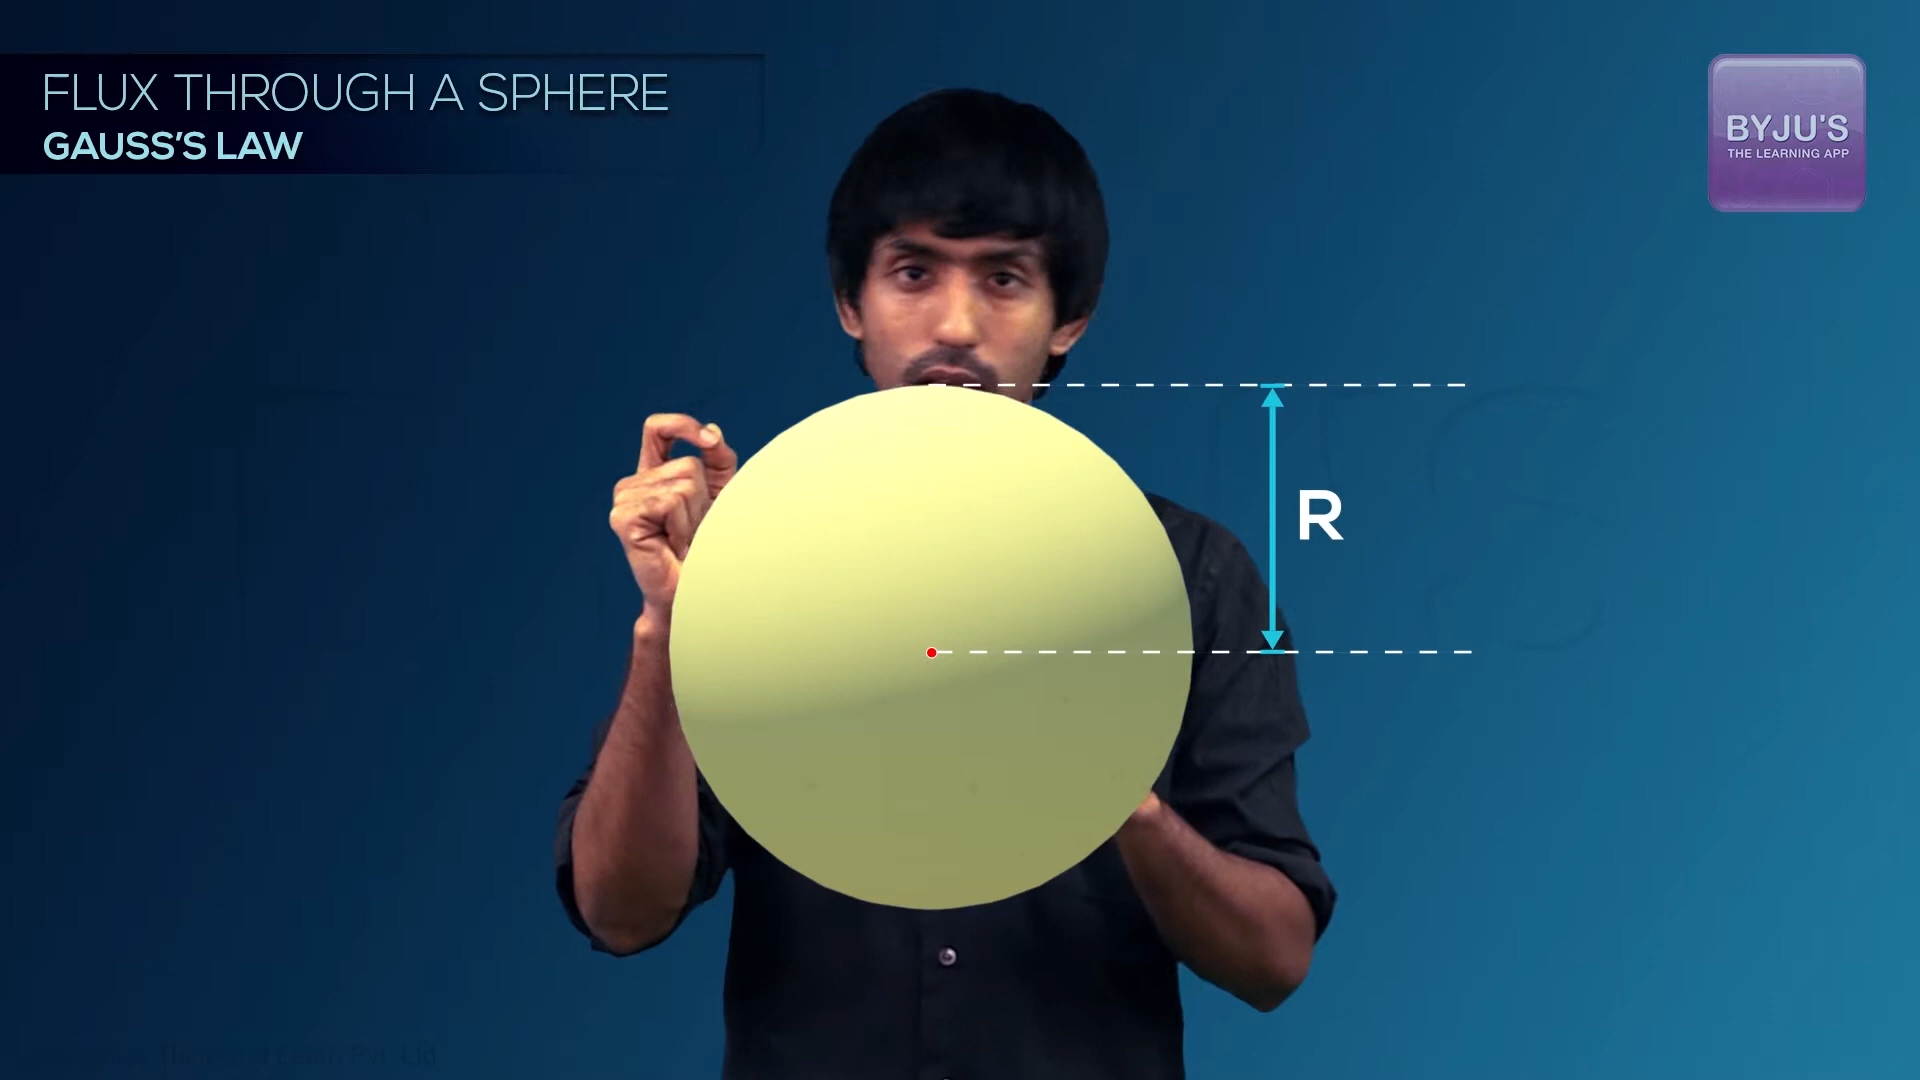 FLUX THROUGH A SPHERE
GAUSS'S LAW
BYJU'S
THE LEARNING APP
R